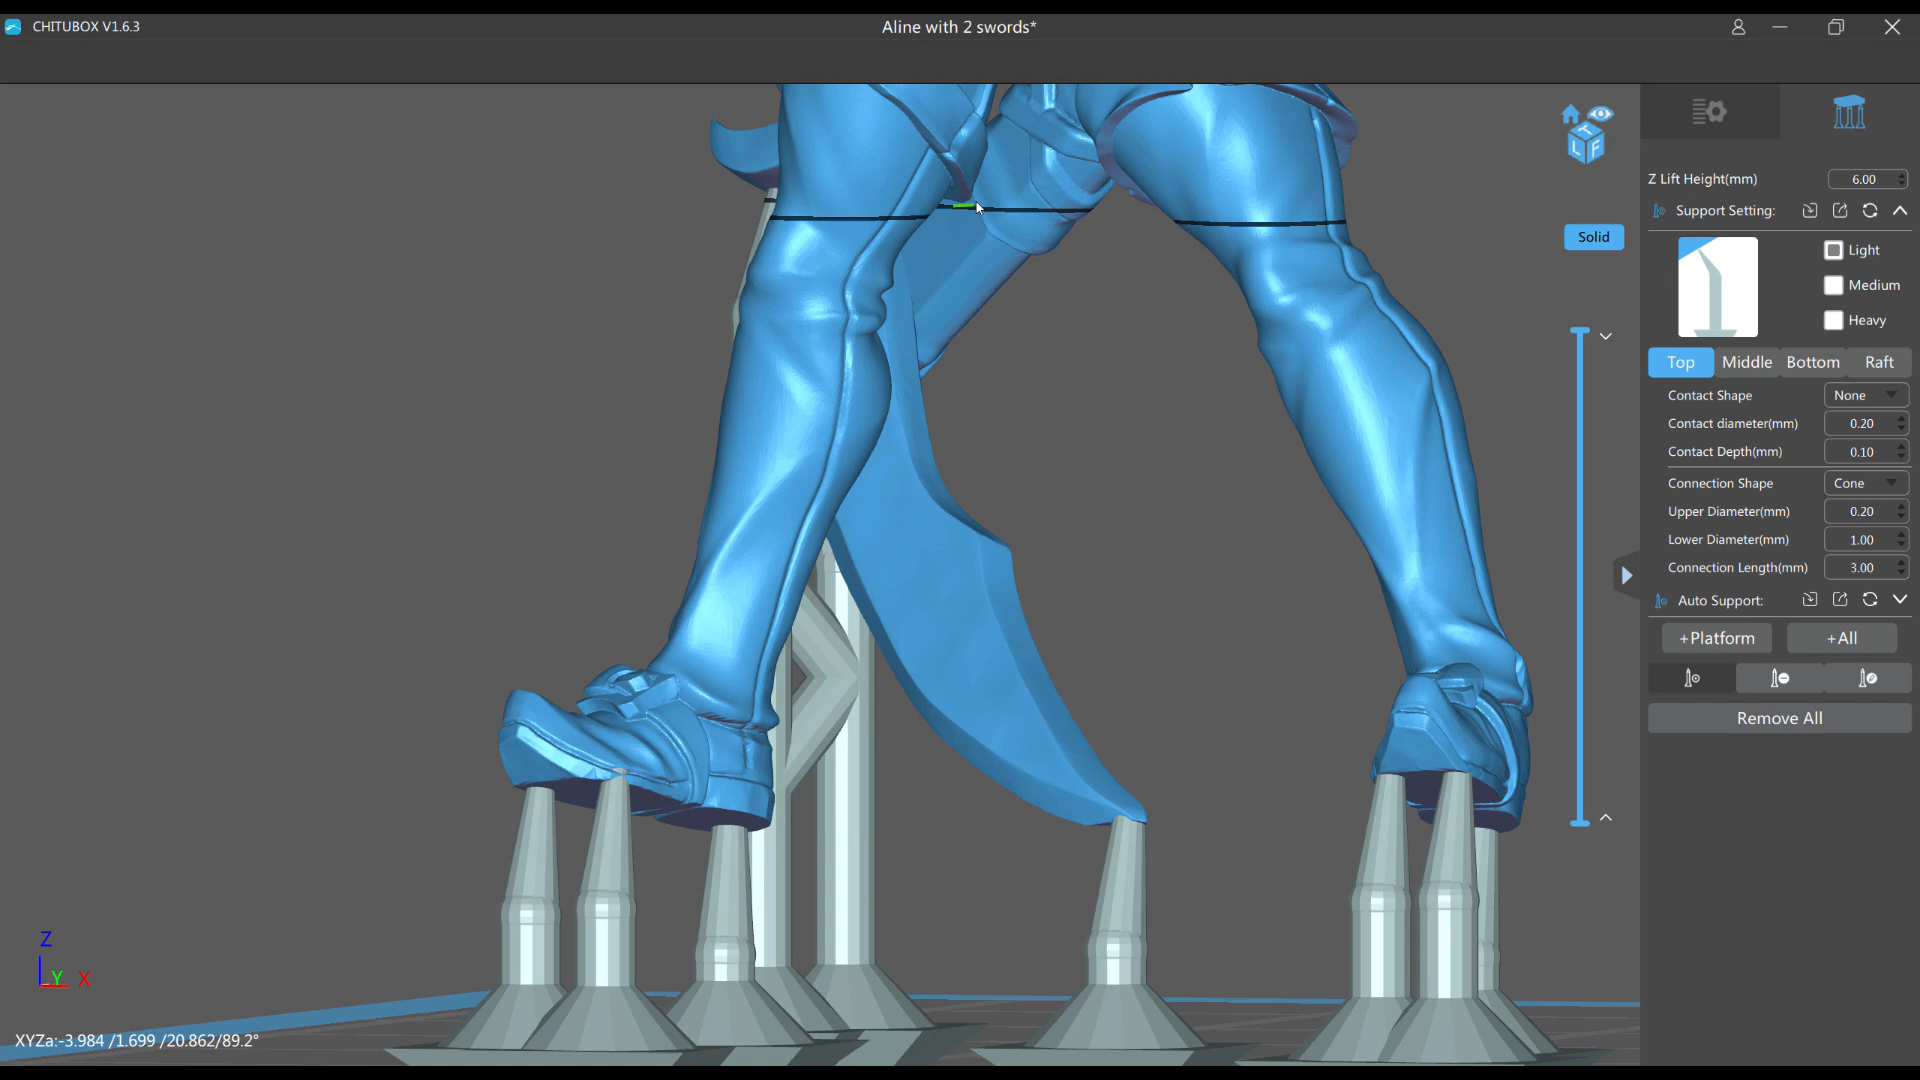 CHITUBOX V1.6.3
Aline with 2 swords*
Z Lift Height(mm) 6.00
Support Setting:
Light
Medium
Heavy
Top Middle Bottom Raft
Contact Shape None
Contact diameter(mm) 0.20
Contact Depth(mm) 0.10
Connection Shape Cone
Upper Diameter(mm) 0.20
Lower Diameter(mm) 1.00
Connection Length(mm) 3.00
Auto Support:
+Platform +All
Remove All
T
L F
Solid
Z
Y X
XYZa:-3.984 /1.699 /20.862/89.2°